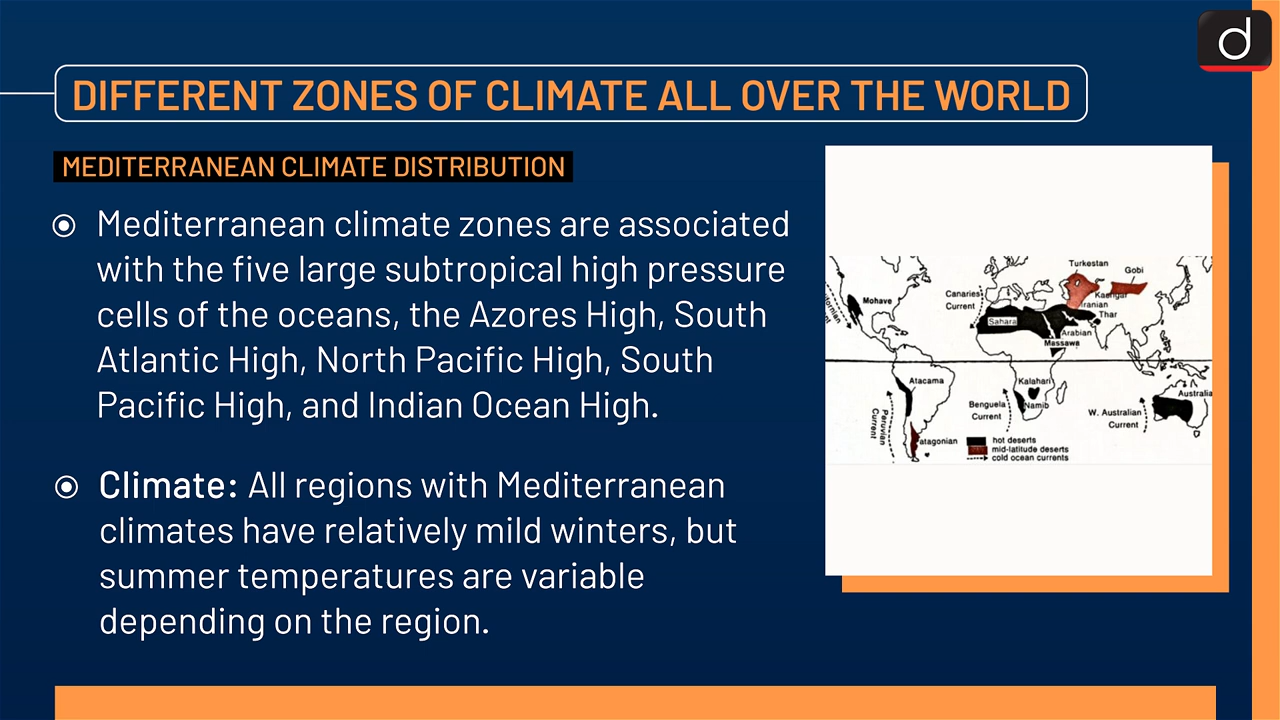 d
DIFFERENT ZONES OF CLIMATE ALL OVER THE WORLD
MEDITERRANEAN CLIMATE DISTRIBUTION
Mediterranean climate zones are associated
with the five large subtropical high pressure
cells of the oceans, the Azores High, South
Atlantic High, North Pacific High, South
Pacific High, and Indian Ocean High.
Climate: All regions with Mediterranean
climates have relatively mild winters, but
summer temperatures are variable
depending on the region.
Turkestan
Gobi
Canaries
Current
Mohave
Iranian
Thar
Sahara
Arabian
Massawa
Atacama
Kalahari
Namib
Benguela
Current
Australia
W. Australian
Current
Peruvian
Current
atagonian
hot deserts
mid-latitude deserts
cold ocean currents